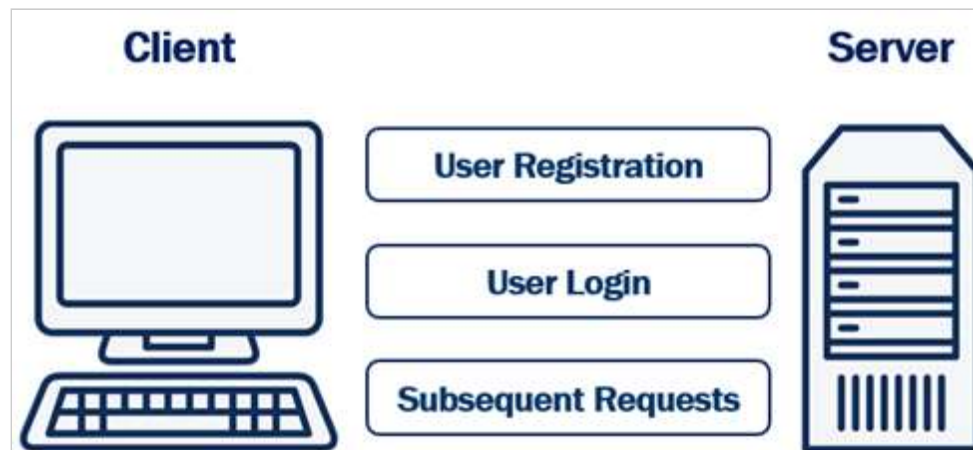 Client
Server
User Registration
User Login
Subsequent Requests